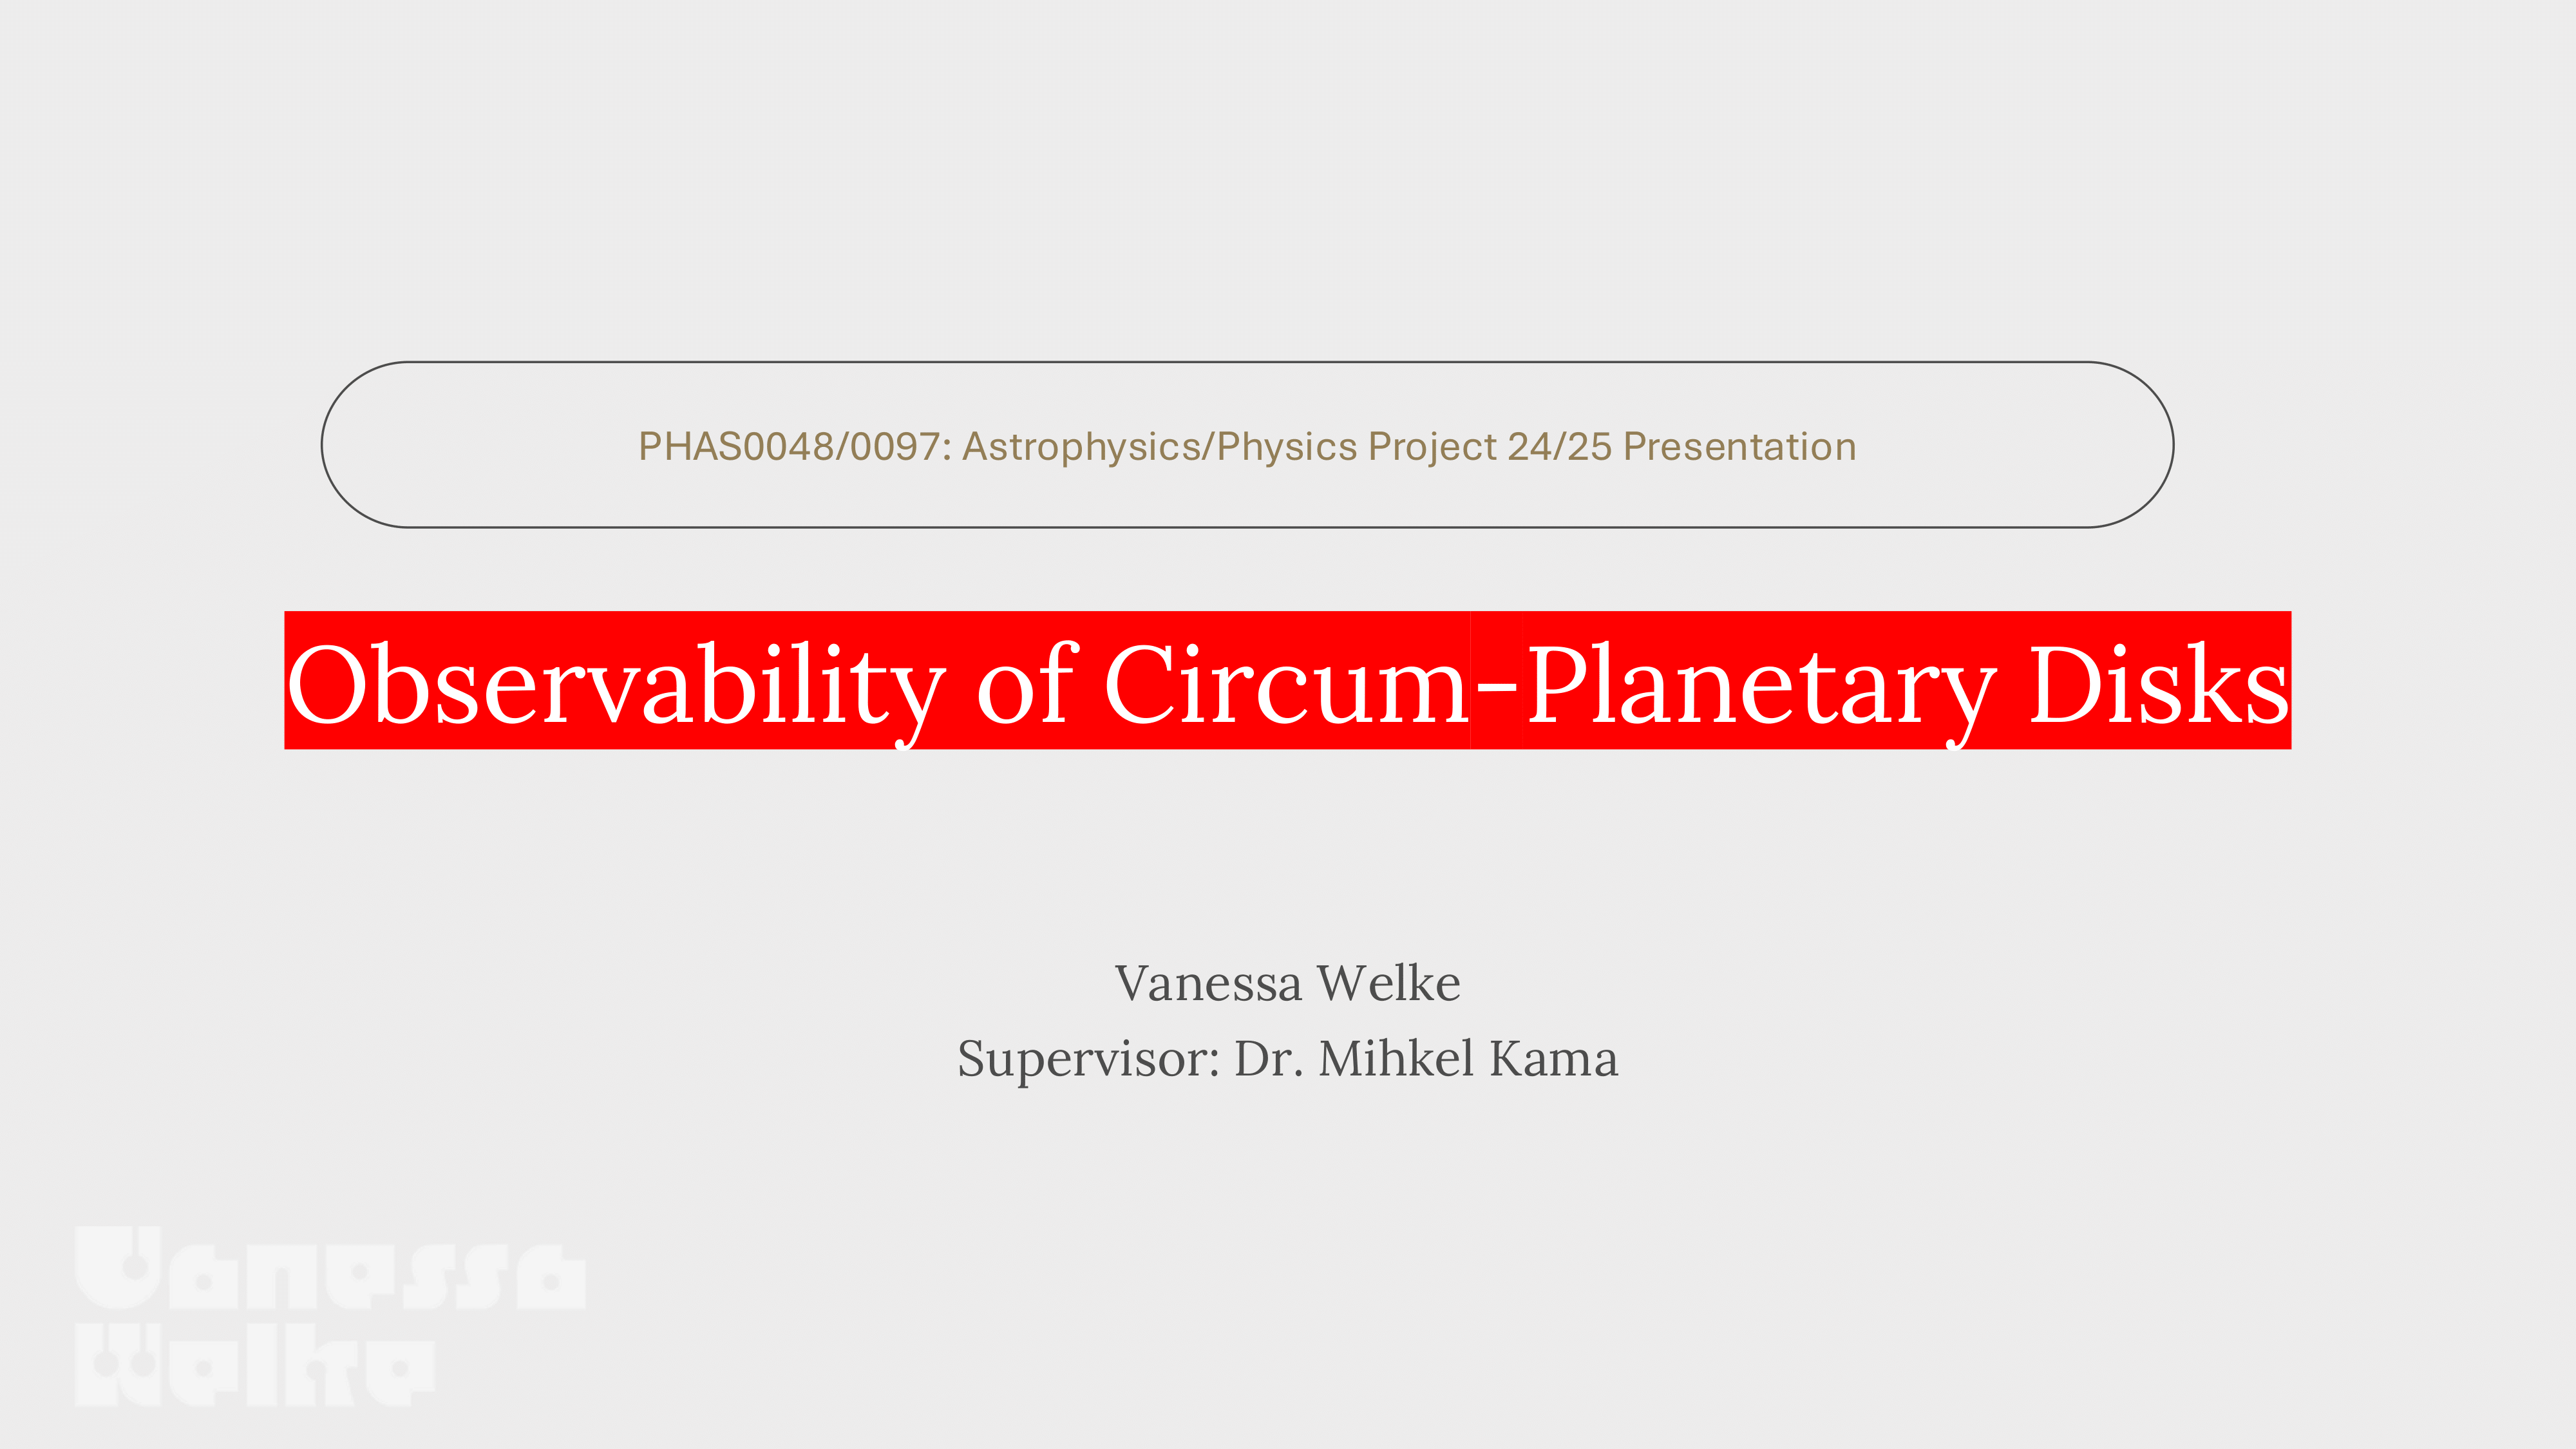 PHAS0048/0097: Astrophysics/Physics Project 24/25 Presentation
Observability of Circum-Planetary Disks
Vanessa Welke
Supervisor: Dr. Mihkel Kama
Vanessa
Welke